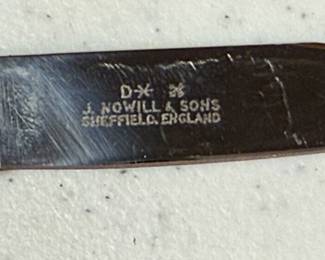 D
J. NOWILL & SONS
SHEFFIELD. ENGLAND